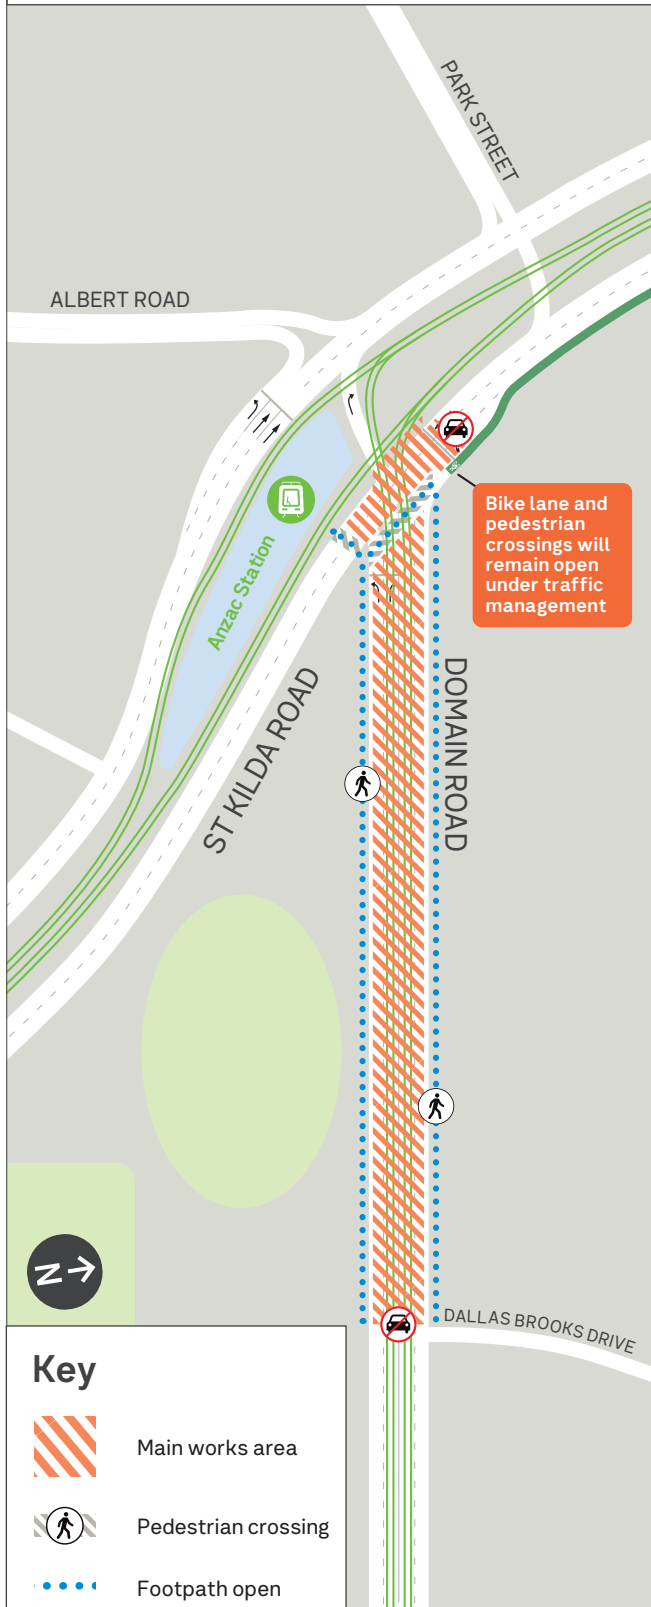 PARK STREET
ALBERT ROAD
Bike lane and
pedestrian
crossings will
remain open
under traffic
management
Anzac Station
ST KILDA ROAD
DOMAIN ROAD
N
DALLAS BROOKS DRIVE
Key
Main works area
Pedestrian crossing
Footpath open